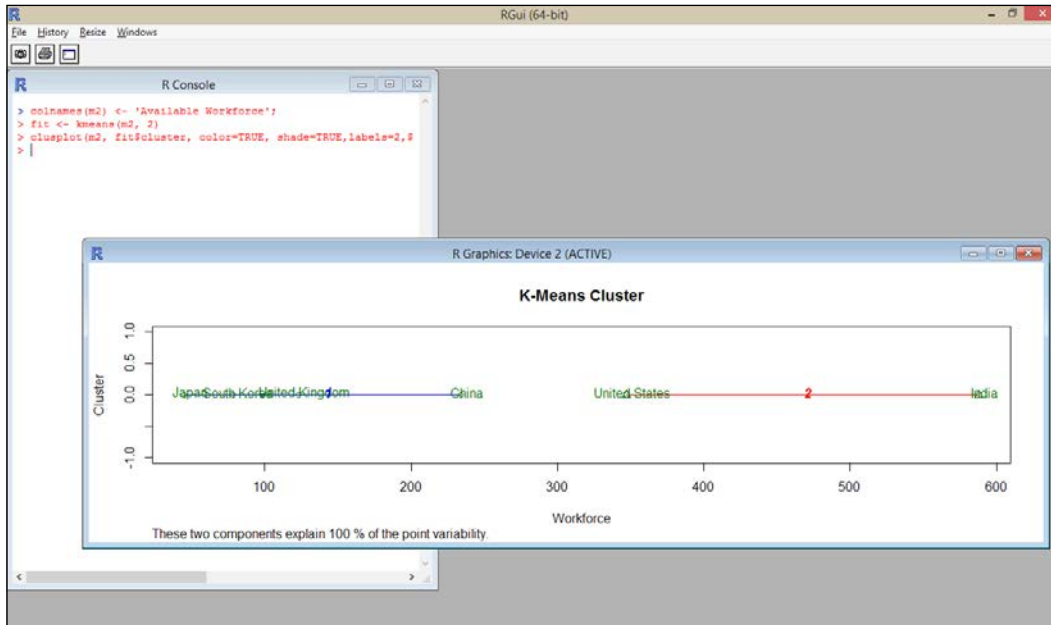 RGui (64-bit)
File History Resize Windows
R Console
> colnames(m2) <- 'Available Workforce';
> fit <- kmeans(m2, 2)
> clusplot(m2, fit$cluster, color=TRUE, shade=TRUE,labels=2,$
>
R Graphics: Device 2 (ACTIVE)
K-Means Cluster
Cluster
1.0
0.5
0.0
-1.0
Japan South Korea United Kingdom 1 China United States 2 India
100 200 300 400 500 600
Workforce
These two components explain 100 % of the point variability.